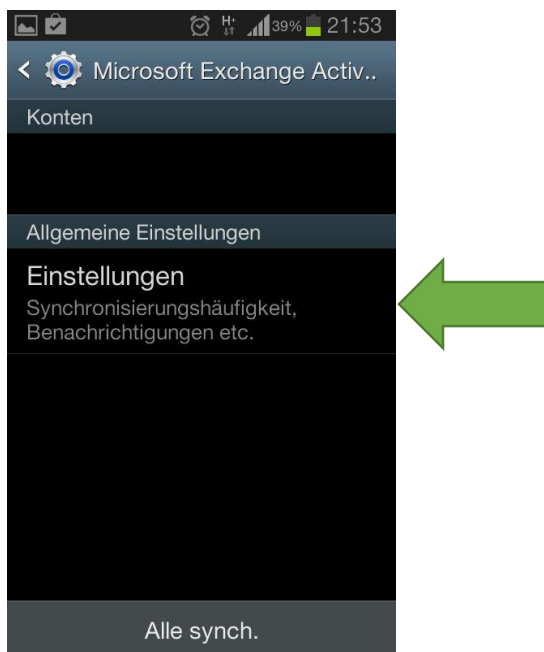 H+ 39% 21:53
Microsoft Exchange Activ..
Konten
Allgemeine Einstellungen
Einstellungen
Synchronisierungshäufigkeit,
Benachrichtigungen etc.
Alle synch.